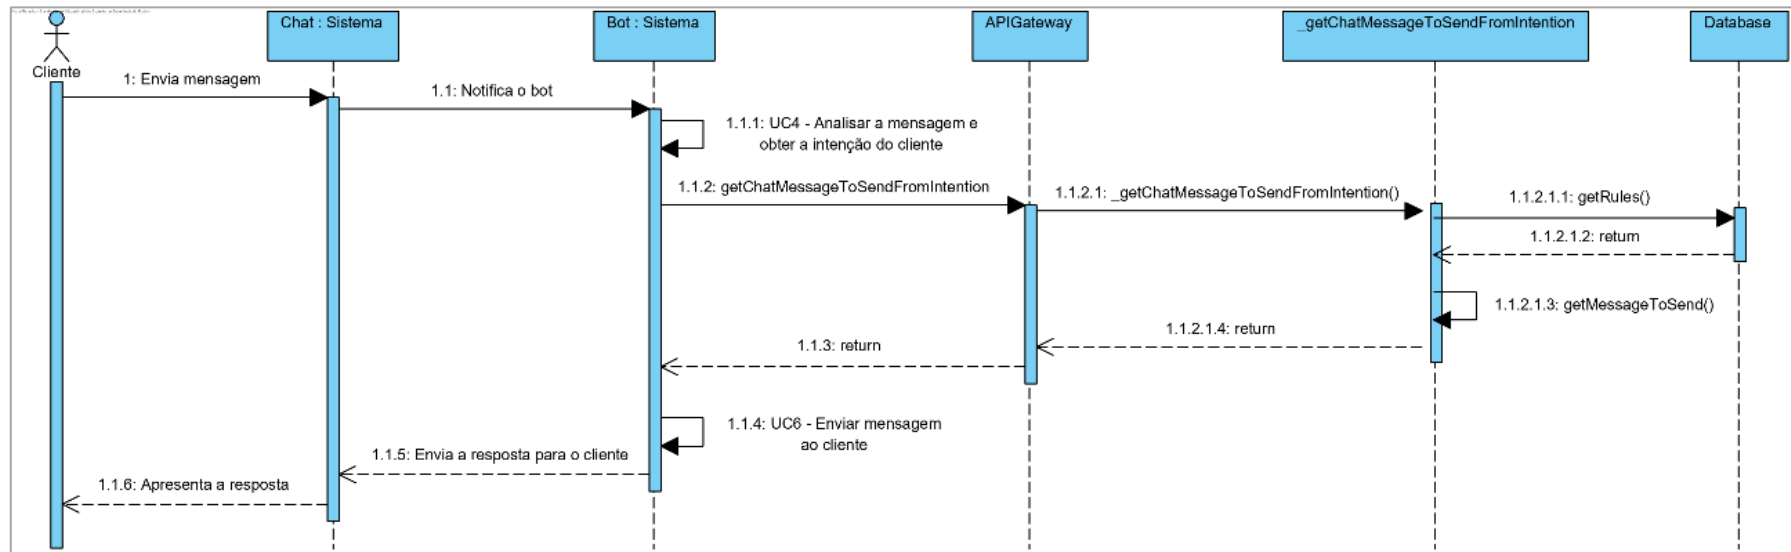 Cliente
Chat : Sistema
Bot : Sistema
APIGateway
_getChatMessageToSendFromIntention
Database
1: Envia mensagem
1.1: Notifica o bot
1.1.1: UC4 - Analisar a mensagem e
obter a intenção do cliente
1.1.2: getChatMessageToSendFromIntention
1.1.2.1: _getChatMessageToSendFromIntention()
1.1.2.1.1: getRules()
1.1.2.1.2: return
1.1.2.1.3: getMessageToSend()
1.1.2.1.4: return
1.1.3: return
1.1.4: UC6 - Enviar mensagem
ao cliente
1.1.5: Envia a resposta para o cliente
1.1.6: Apresenta a resposta